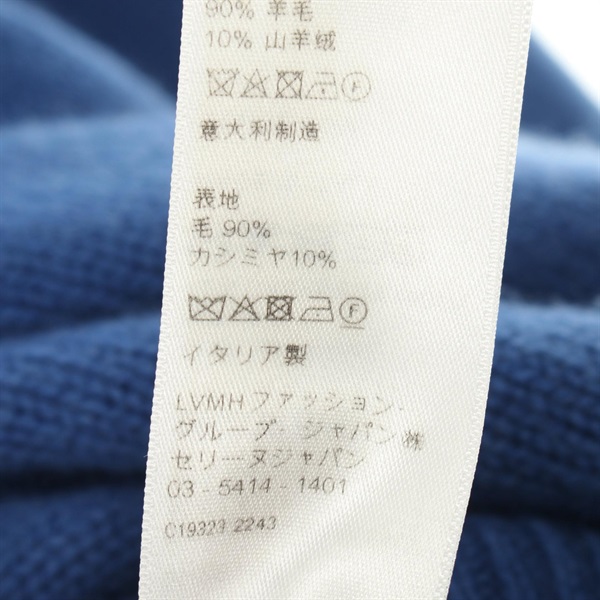 90% 羊毛
10% 山羊绒
意大利制造
表地
毛 90%
カシミヤ10%
イタリア製
LVMHファッション・
グループ・ジャパン㈱
セリーヌジャパン
03 - 5414 - 1401
C19323 2243